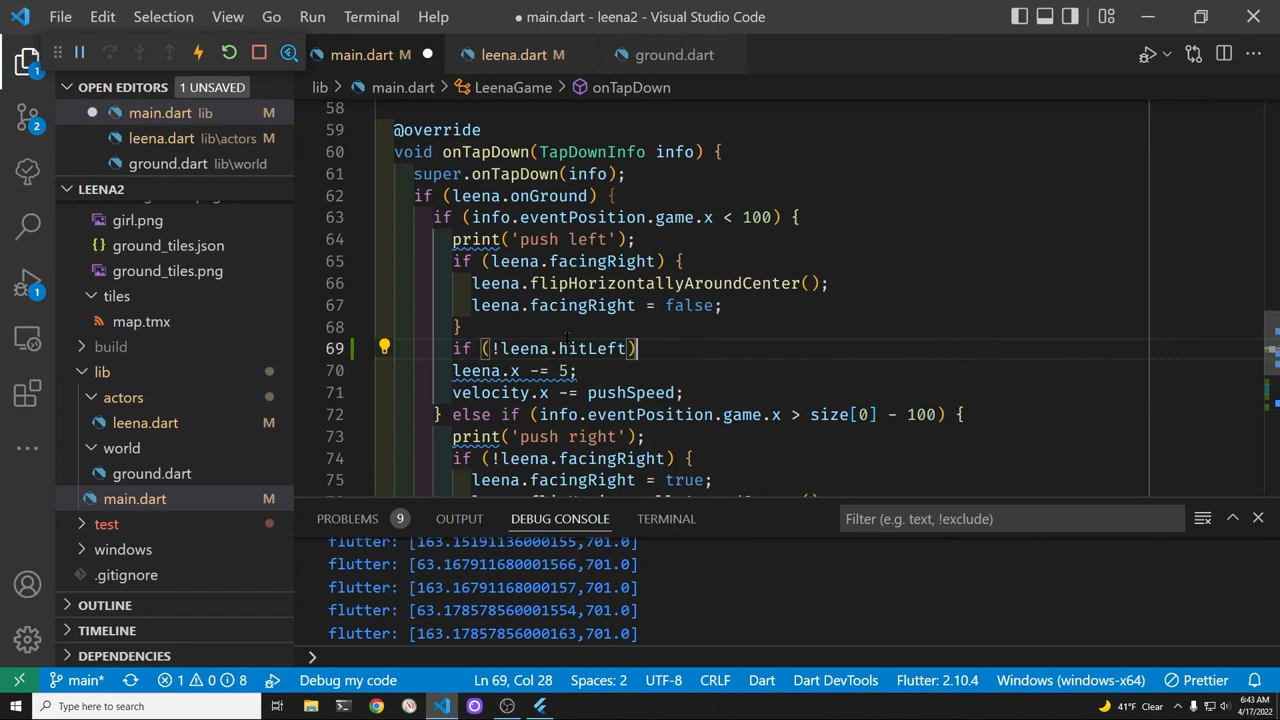 File Edit Selection View Go Run Terminal Help ● main.dart - leena2 - Visual Studio Code
main.dart M ● leena.dart M ground.dart
1
OPEN EDITORS 1 UNSAVED
lib > main.dart > LeenaGame > onTapDown
● main.dart lib M
leena.dart lib\actors M
ground.dart lib\world
2
LEENA2
girl.png
ground_tiles.json
ground_tiles.png
tiles
map.tmx
build
lib
actors
leena.dart M
world
ground.dart
main.dart M
test
windows
.gitignore
OUTLINE
TIMELINE
DEPENDENCIES
1
58
59 @override
60 void onTapDown(TapDownInfo info) {
61 super.onTapDown(info);
62 if (leena.onGround) {
63 if (info.eventPosition.game.x < 100) {
64 print('push left');
65 if (leena.facingRight) {
66 leena.flipHorizontallyAroundCenter();
67 leena.facingRight = false;
68 }
69 if (!leena.hitLeft)
70 leena.x -= 5;
71 velocity.x -= pushSpeed;
72 } else if (info.eventPosition.game.x > size[0] - 100) {
73 print('push right');
74 if (!leena.facingRight) {
75 leena.facingRight = true;
PROBLEMS 9 OUTPUT DEBUG CONSOLE TERMINAL Filter (e.g. text, !exclude)
flutter: [163.15191136000155,701.0]
flutter: [63.167911680001566,701.0]
flutter: [163.16791168000157,701.0]
flutter: [63.178578560001554,701.0]
flutter: [163.17857856000163,701.0]
>
main* 1 0 8 Debug my code Ln 69, Col 28 Spaces: 2 UTF-8 CRLF Dart Dart DevTools Flutter: 2.10.4 Windows (windows-x64) Prettier
Type here to search 41°F Clear 6:43 AM
4/17/2022